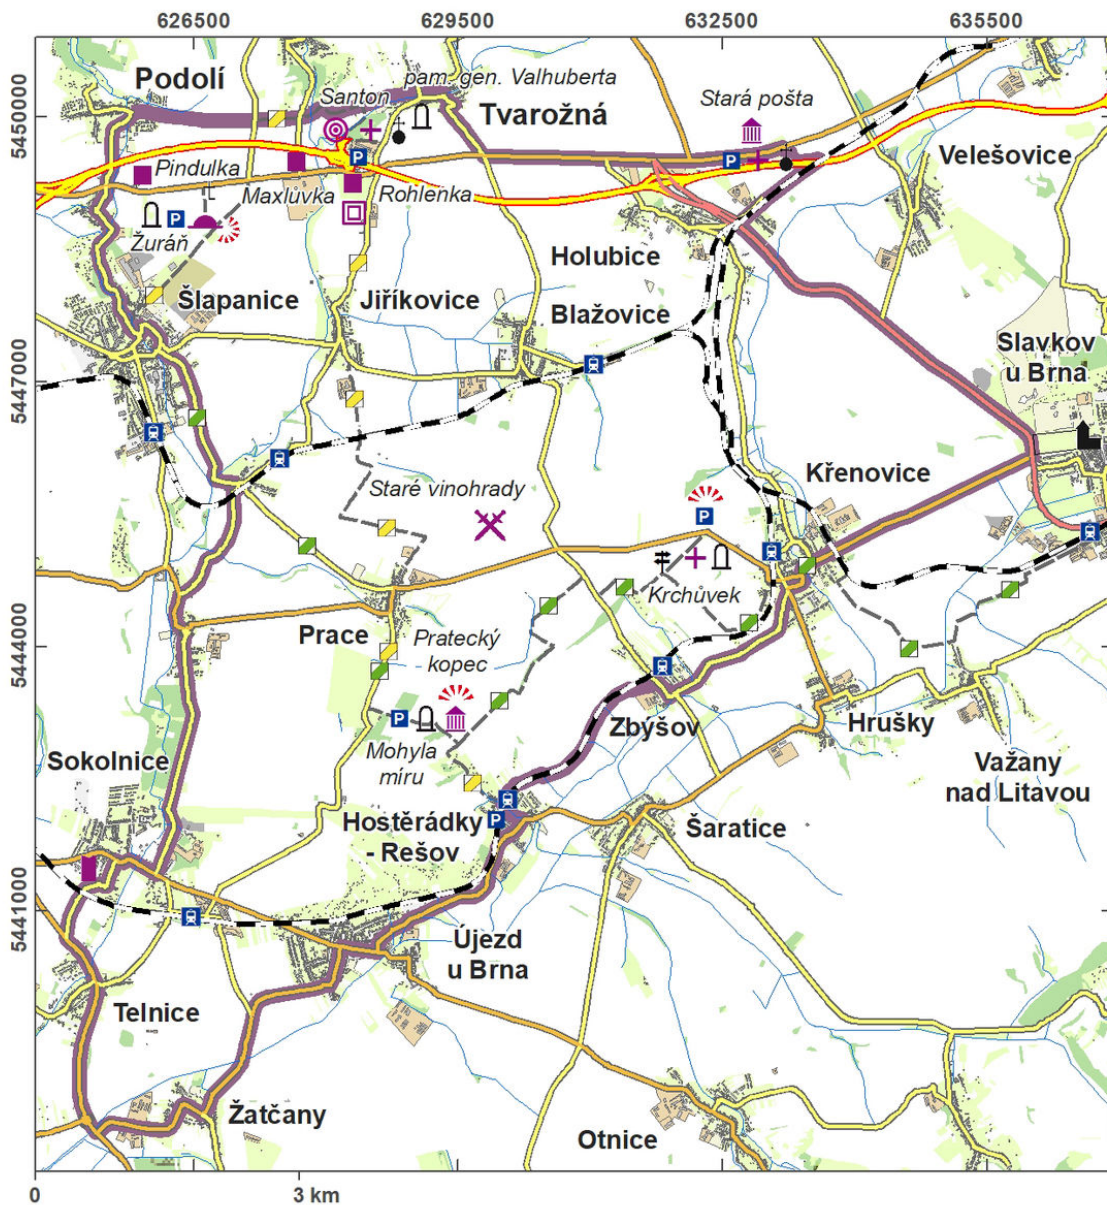 626500 629500 632500 635500
5450000
5447000
5444000
5441000
Podolí
pam. gen. Valhuberta
Santon
Tvarožná
Stará pošta
Velešovice
Pindulka
Maxlůvka
Rohlenka
Žuráň
Holubice
Šlapanice
Jiříkovice
Blažovice
Slavkov
u Brna
Křenovice
Staré vinohrady
Krchůvek
Prace
Pratecký
kopec
Zbýšov
Hrušky
Sokolnice
Mohyla
míru
Važany
nad Litavou
Hostěrádky
- Rešov
Šaratice
Újezd
u Brna
Telnice
Žatčany
Otnice
P
P
P
P
P
P
0 3 km